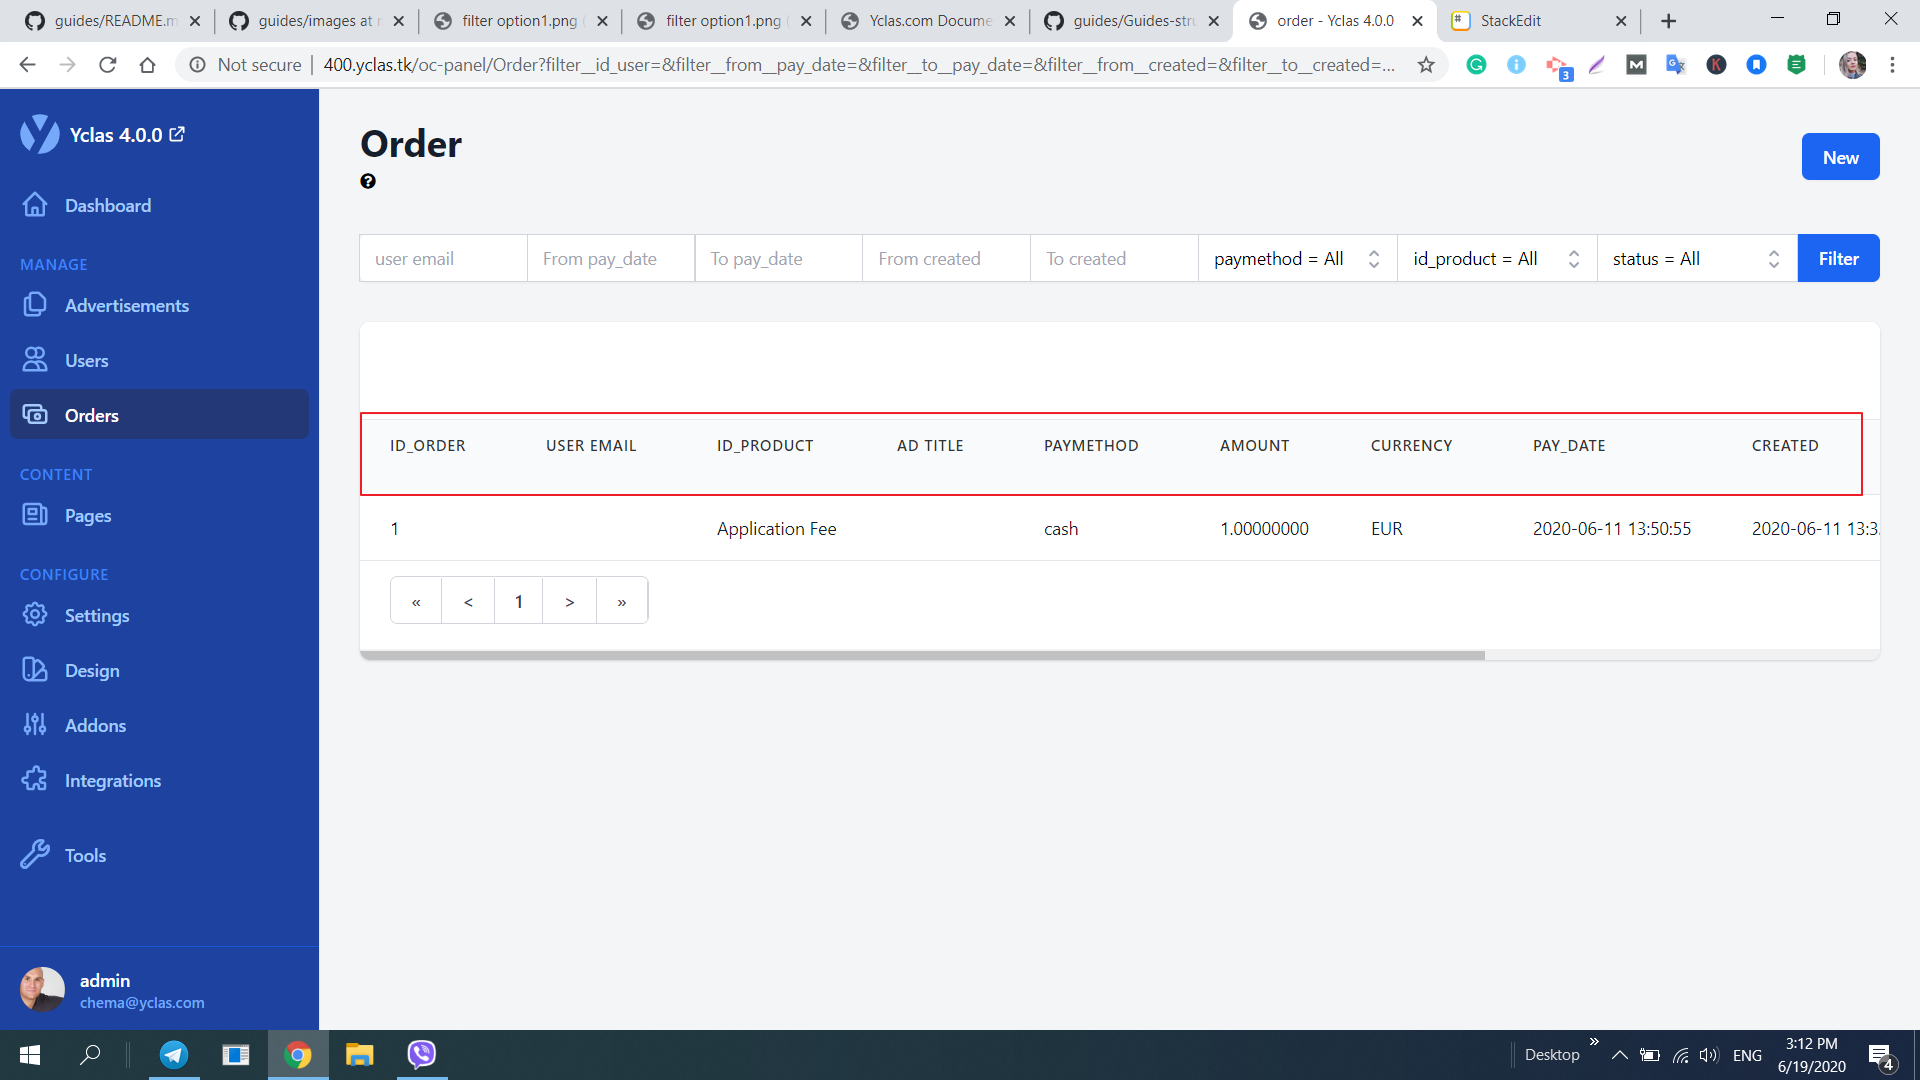 guides/README.m
guides/images at r
filter option1.png
filter option1.png
Yclas.com Docume
guides/Guides-stru
order - Yclas 4.0.0
StackEdit
Not secure
400.yclas.tk/oc-panel/Order?filter__id_user=&filter__from__pay_date=&filter__to__pay_date=&filter__from__created=&filter__to__created=...
3
Yclas 4.0.0
Dashboard
MANAGE
Advertisements
Users
Orders
CONTENT
Pages
CONFIGURE
Settings
Design
Addons
Integrations
Tools
admin
chema@yclas.com
Order
New
user email
From pay_date
To pay_date
From created
To created
paymethod = All
id_product = All
status = All
Filter
ID_ORDER USER EMAIL ID_PRODUCT AD TITLE PAYMETHOD AMOUNT CURRENCY PAY_DATE CREATED
1 Application Fee cash 1.00000000 EUR 2020-06-11 13:50:55 2020-06-11 13:3
« < 1 > »
Desktop
ENG
3:12 PM
6/19/2020
4